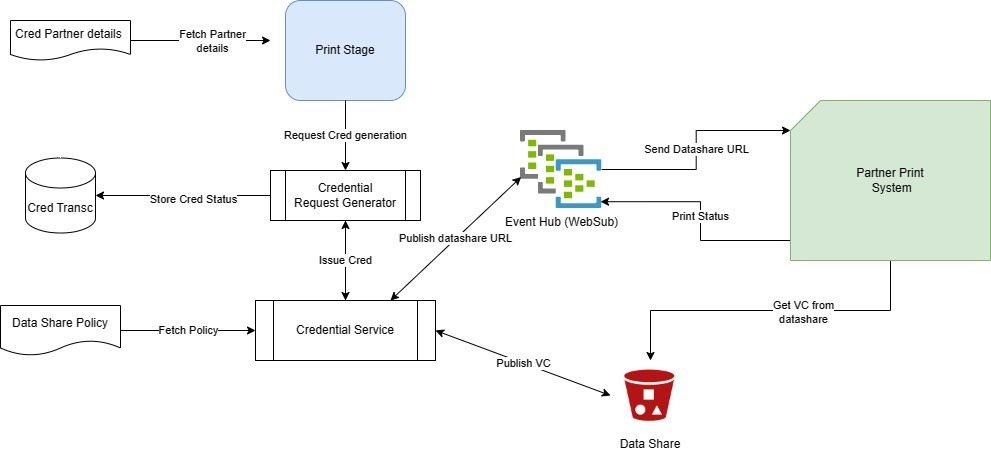 Cred Partner details
Fetch Partner
details
Print Stage
Request Cred generation
Send Datashare URL
Partner Print
System
Credential
Request Generator
Store Cred Status
Cred Transc
Event Hub (WebSub)
Print Status
Publish datashare URL
Issue Cred
Get VC from
datashare
Data Share Policy
Fetch Policy
Credential Service
Publish VC
Data Share